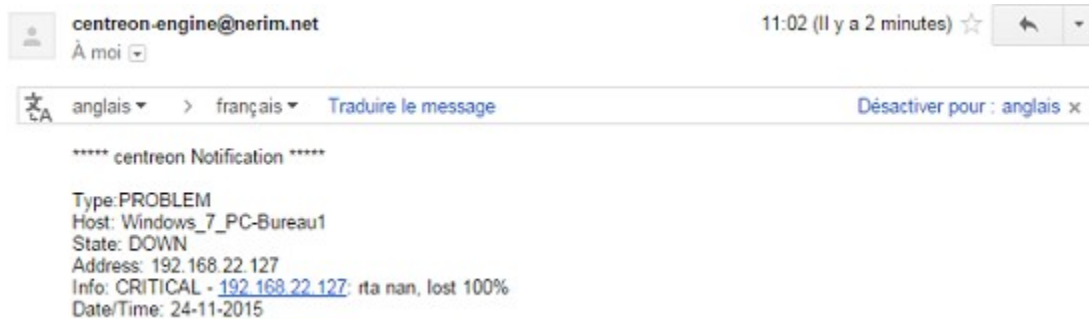 centreon-engine@nerim.net 11:02 (Il y a 2 minutes)
À moi
anglais > français Traduire le message Désactiver pour : anglais x
***** centreon Notification *****
Type:PROBLEM
Host: Windows_7_PC-Bureau1
State: DOWN
Address: 192.168.22.127
Info: CRITICAL - 192.168.22.127: rta nan, lost 100%
Date/Time: 24-11-2015